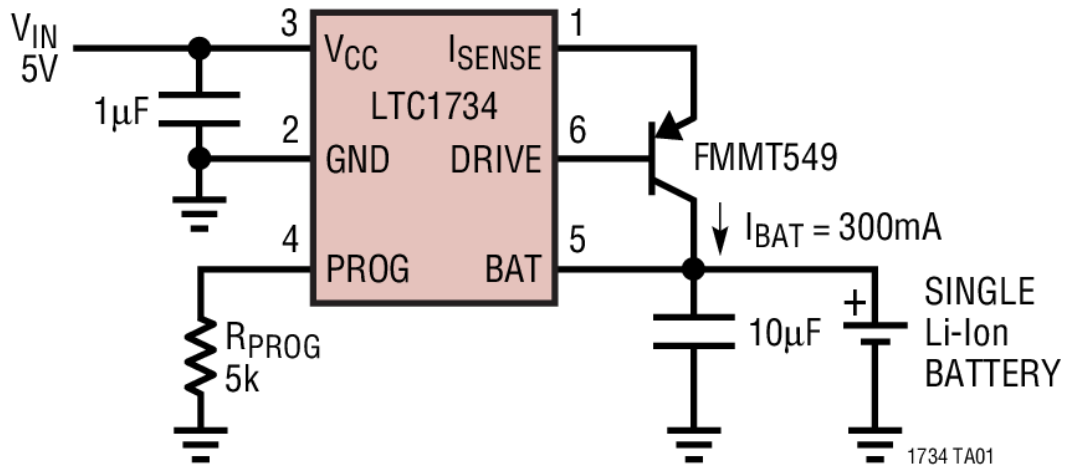 VIN
5V
1µF
3
VCC
ISENSE
1
LTC1734
2
GND
DRIVE
6
FMMT549
4
PROG
BAT
5
IBAT = 300mA
RPROG
5k
10µF
+
SINGLE
Li-Ion
BATTERY
1734 TA01